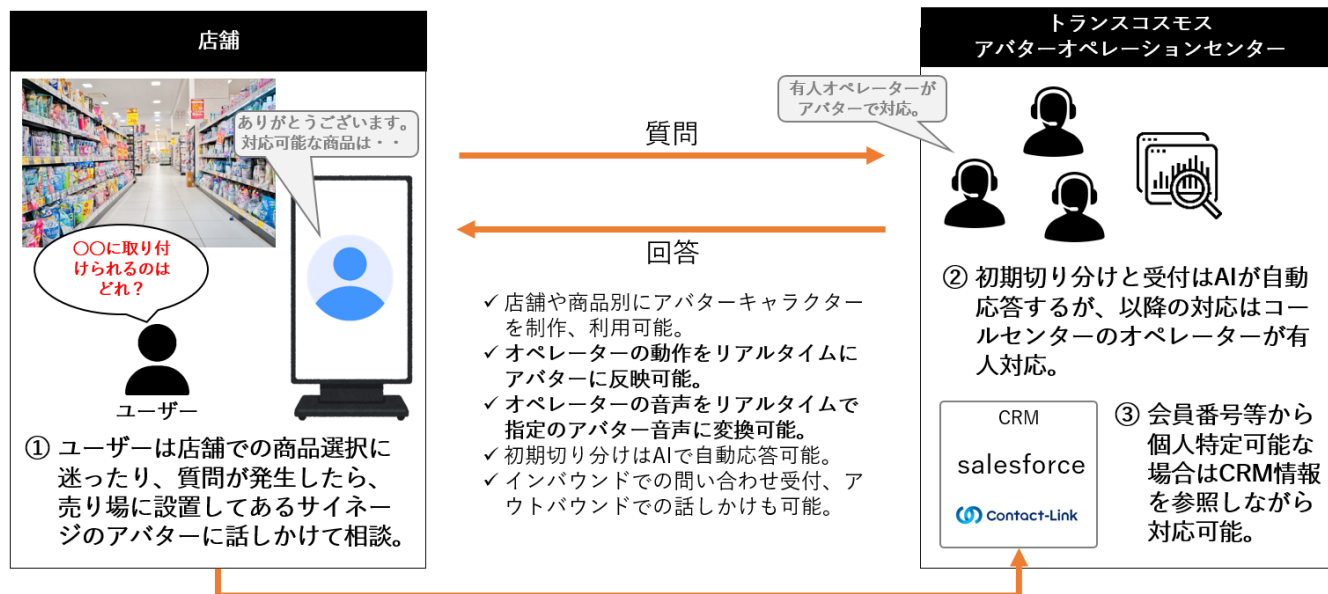 店舗
ありがとうございます。
対応可能な商品は・・
〇〇に取り付
けられるのは
どれ？
ユーザー
① ユーザーは店舗での商品選択に
迷ったり、質問が発生したら、
売り場に設置してあるサイネー
ジのアバターに話しかけて相談。
質問
回答
✓ 店舗や商品別にアバターキャラクター
を制作、利用可能。
✓ オペレーターの動作をリアルタイムに
アバターに反映可能。
✓ オペレーターの音声をリアルタイムで
指定のアバター音声に変換可能。
✓ 初期切り分けはAIで自動応答可能。
✓ インバウンドでの問い合わせ受付、ア
ウトバウンドでの話しかけも可能。
トランスコスモス
アバターオペレーションセンター
有人オペレーターが
アバターで対応。
② 初期切り分けと受付はAIが自動
応答するが、以降の対応はコー
ルセンターのオペレーターが有
人対応。
CRM
salesforce
Contact-Link
③ 会員番号等から
個人特定可能な
場合はCRM情報
を参照しながら
対応可能。